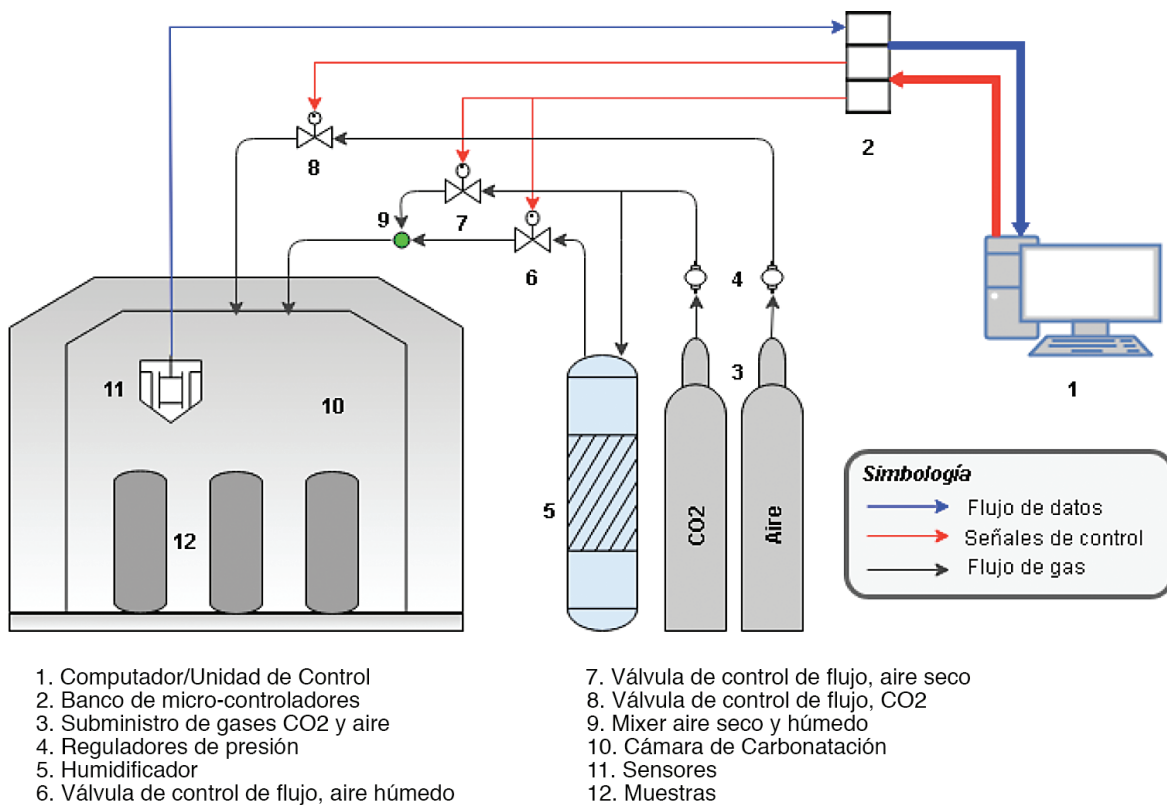 8
7
9
6
2
4
3
1
11
10
12
5
CO2
Aire
Simbología
Flujo de datos
Señales de control
Flujo de gas
1. Computador/Unidad de Control
2. Banco de micro-controladores
3. Subministro de gases CO2 y aire
4. Reguladores de presión
5. Humidificador
6. Válvula de control de flujo, aire húmedo
7. Válvula de control de flujo, aire seco
8. Válvula de control de flujo, CO2
9. Mixer aire seco y húmedo
10. Cámara de Carbonatación
11. Sensores
12. Muestras